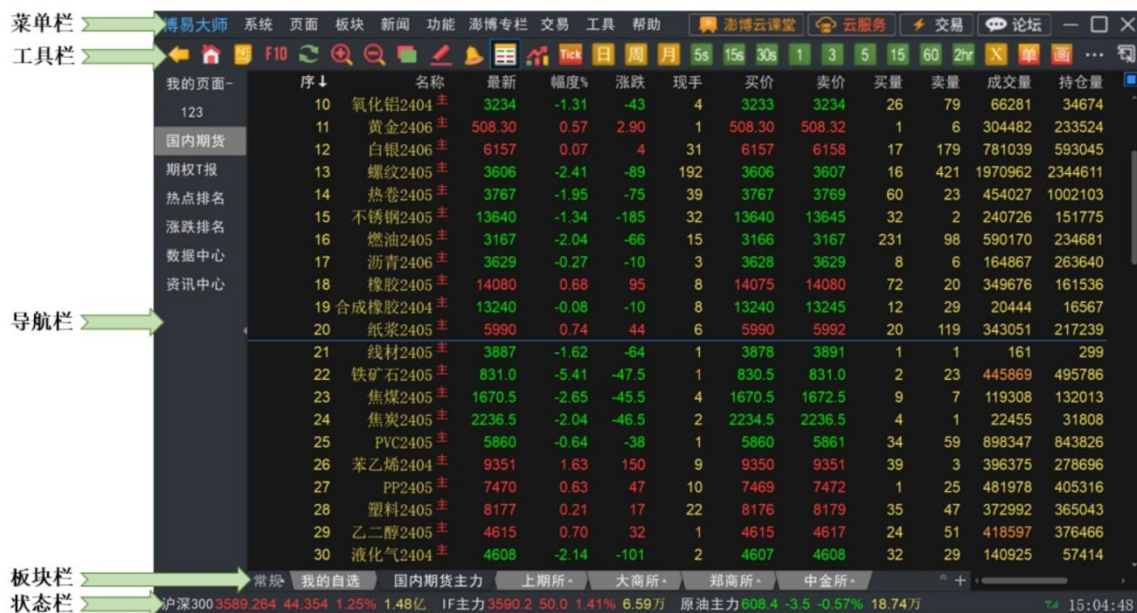 菜单栏
博易大师 系统 页面 板块 新闻 功能 澎博专栏 交易 工具 帮助 澎博云课堂 云服务 交易 论坛
工具栏
F10 Tick 日 周 月 5s 15s 30s 1 3 5 15 60 2hr X 单 画 ...
我的页面-
123
国内期货
期权T报
热点排名
涨跌排名
数据中心
资讯中心
导航栏
序↓ 名称 最新 幅度% 涨跌 现手 买价 卖价 买量 卖量 成交量 持仓量
10 氧化铝2404 主 3234 -1.31 -43 4 3233 3234 26 79 66281 34674
11 黄金2406 主 508.30 0.57 2.90 1 508.30 508.32 1 6 304482 233524
12 白银2406 主 6157 0.07 4 31 6157 6158 17 179 781039 593045
13 螺纹2405 主 3606 -2.41 -89 192 3606 3607 16 421 1970962 2344611
14 热卷2405 主 3767 -1.95 -75 39 3767 3769 60 23 454027 1002103
15 不锈钢2405 主 13640 -1.34 -185 32 13640 13645 32 2 240726 151775
16 燃油2405 主 3167 -2.04 -66 15 3166 3167 231 98 590170 234681
17 沥青2406 主 3629 -0.27 -10 3 3628 3629 8 6 164867 263640
18 橡胶2405 主 14080 0.68 95 8 14075 14080 72 20 349676 161536
19 合成橡胶2404 主 13240 -0.08 -10 8 13240 13245 12 29 20444 16567
20 纸浆2405 主 5990 0.74 44 6 5990 5992 20 119 343051 217239
21 线材2405 主 3887 -1.62 -64 1 3878 3891 1 1 161 299
22 铁矿石2405 主 831.0 -5.41 -47.5 1 830.5 831.0 2 23 445869 495786
23 焦煤2405 主 1670.5 -2.65 -45.5 4 1670.5 1672.5 9 7 119308 132013
24 焦炭2405 主 2236.5 -2.04 -46.5 2 2234.5 2236.5 4 1 22455 31808
25 PVC2405 主 5860 -0.64 -38 1 5860 5861 34 59 898347 843826
26 苯乙烯2404 主 9351 1.63 150 9 9350 9351 39 3 396375 278696
27 PP2405 主 7470 0.63 47 10 7469 7472 1 25 481978 405316
28 塑料2405 主 8177 0.21 17 22 8176 8179 35 47 372992 365043
29 乙二醇2405 主 4615 0.70 32 1 4615 4617 24 51 418597 376466
30 液化气2404 主 4608 -2.14 -101 2 4607 4608 32 29 140925 57414
板块栏
常规 我的自选 国内期货主力 上期所 大商所 郑商所 中金所
状态栏
沪深300 3589.264 44.354 1.25% 1.48亿 IF主力 3590.2 50.0 1.41% 6.59万 原油主力 608.4 -3.5 -0.57% 18.74万 15:04:48